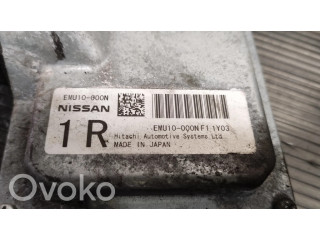 EMU10-000N
NISSAN
1R
EMU10-000N F1 1Y03
Hitachi Automotive Systems, Ltd.
MADE IN JAPAN
OVOKO